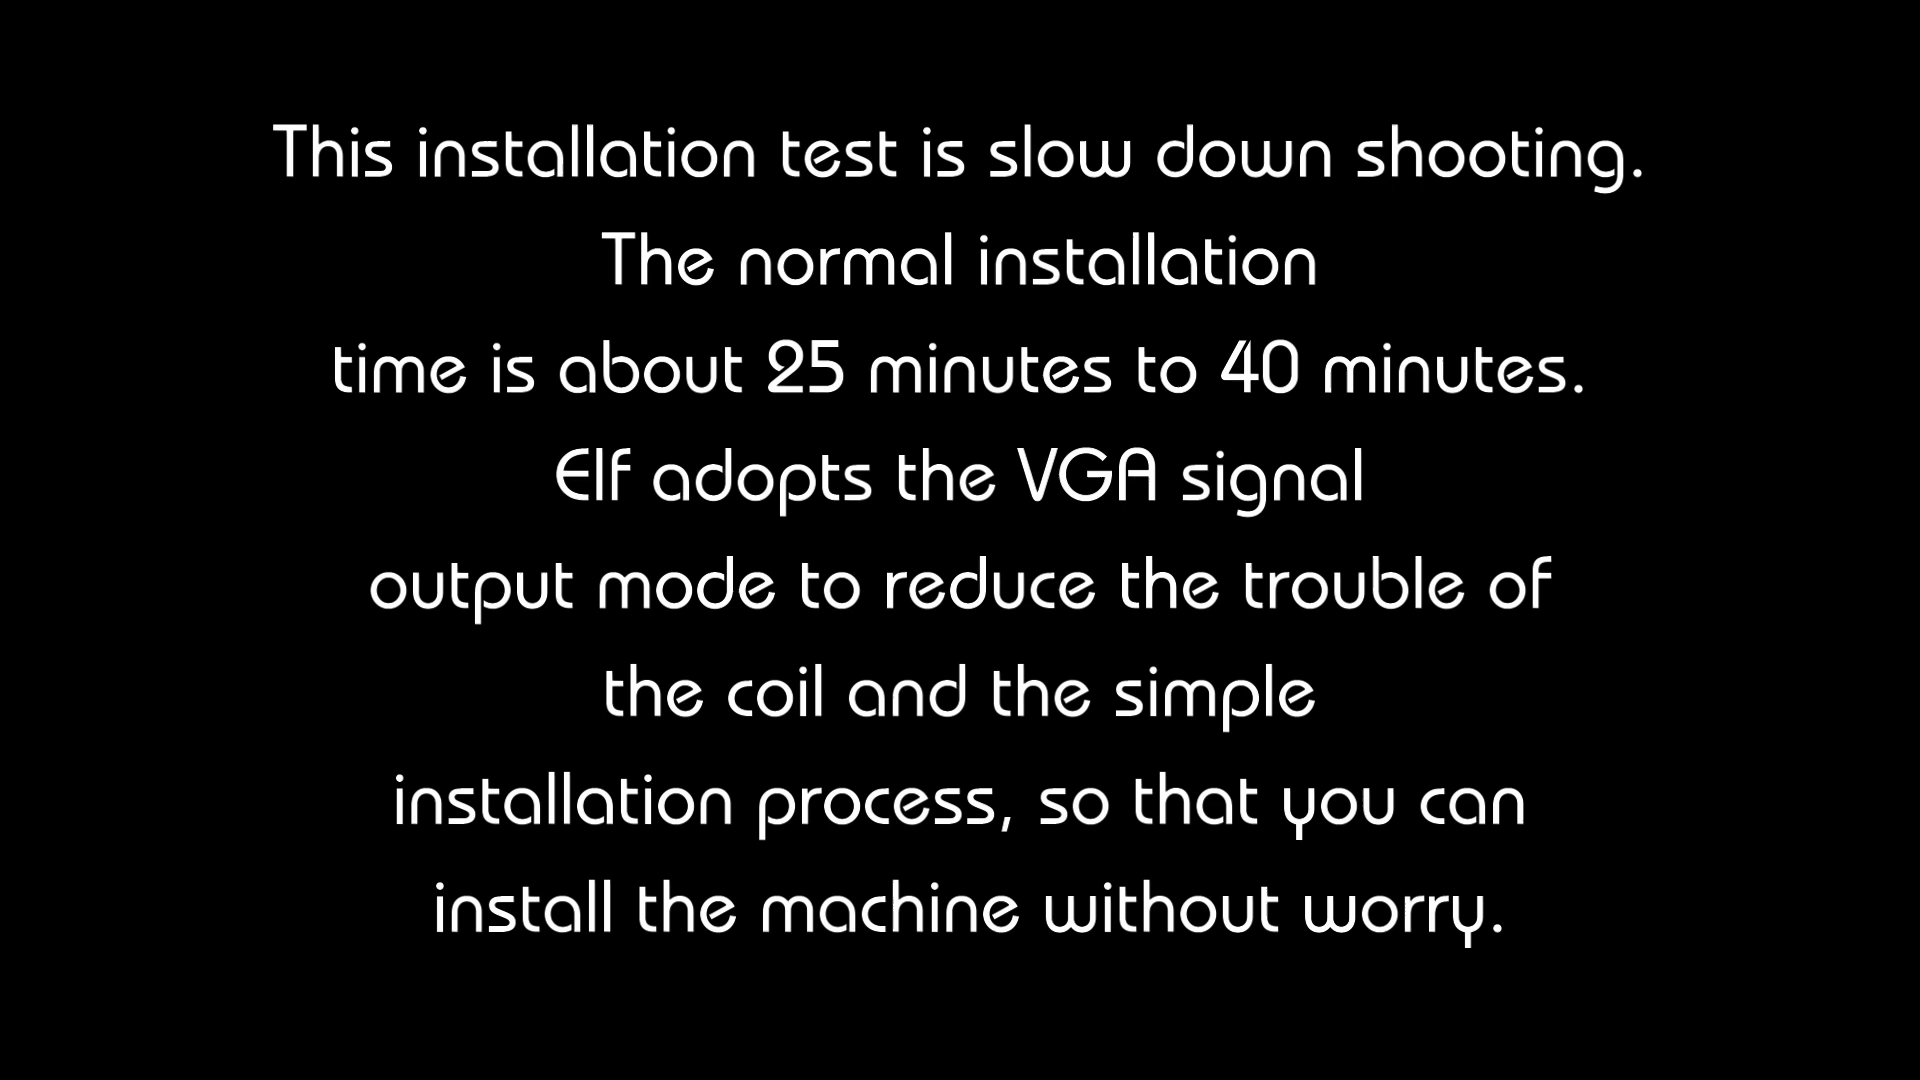 This installation test is slow down shooting.
The normal installation
time is about 25 minutes to 40 minutes.
Elf adopts the VGA signal
output mode to reduce the trouble of
the coil and the simple
installation process, so that you can
install the machine without worry.